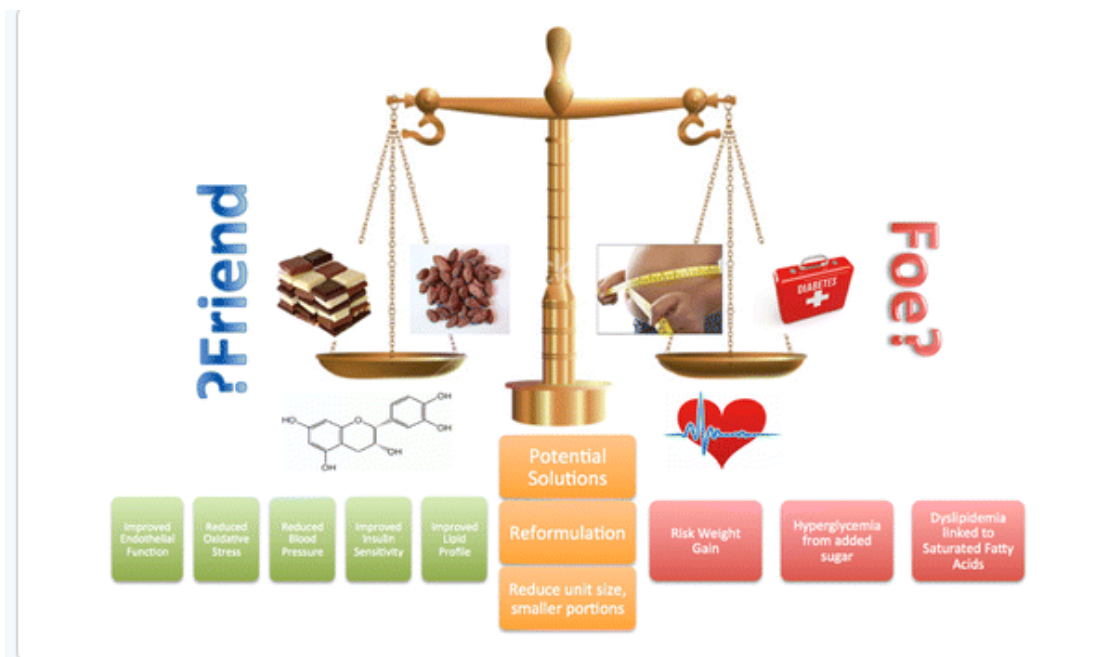 ?Friend
Foe?
DIABETES
HO
O
OH
OH
OH
OH
Potential
Solutions
Reformulation
Reduce unit size,
smaller portions
Improved
Endothelial
Function
Reduced
Oxidative
Stress
Reduced
Blood
Pressure
Improved
Insulin
Sensitivity
Improved
Lipid
Profile
Risk Weight
Gain
Hyperglycemia
from added
sugar
Dyslipidemia
linked to
Saturated Fatty
Acids